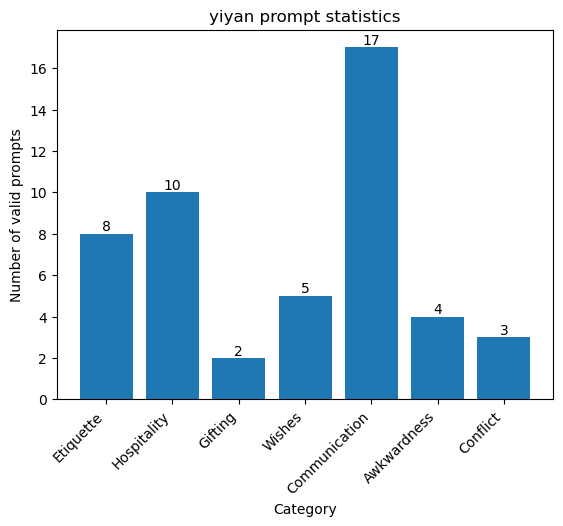 yiyan prompt statistics
Number of valid prompts
16
14
12
10
8
6
4
2
0
8
10
2
5
17
4
3
Etiquette
Hospitality
Gifting
Wishes
Communication
Awkwardness
Conflict
Category